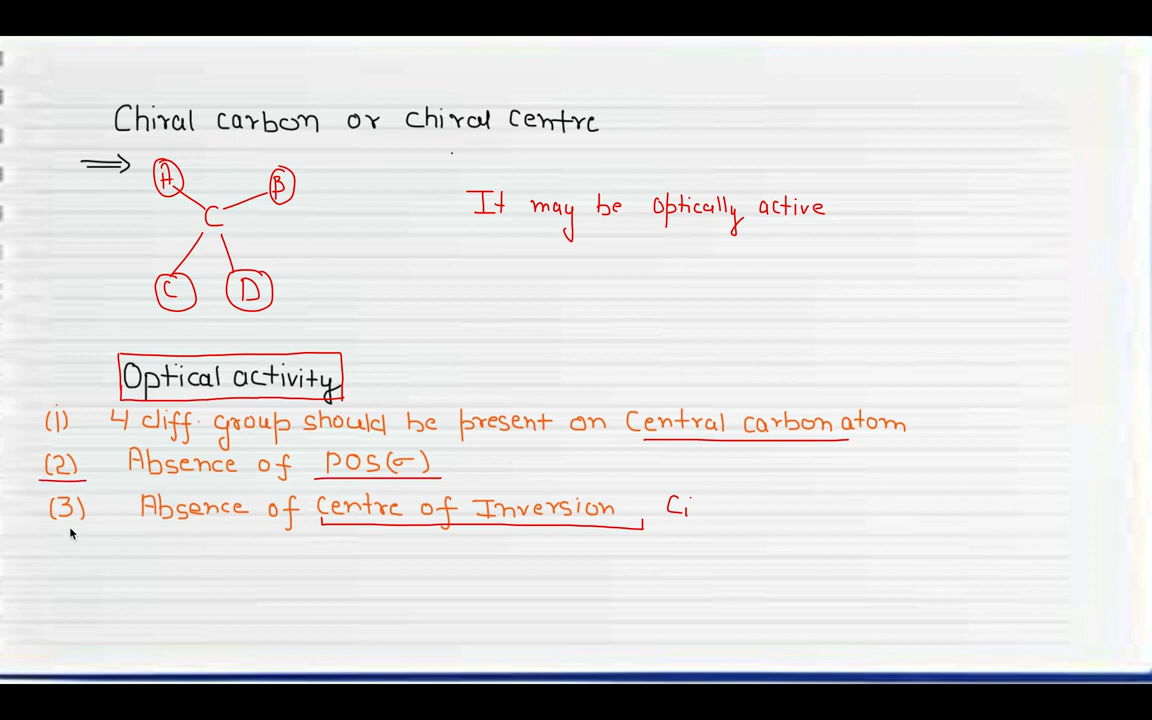 Chiral carbon or chiral centre
⇒ A B
C
C D
It may be optically active
Optical activity
(1) 4 diff. group should be present on Central carbon atom
(2) Absence of POS(σ)
(3) Absence of centre of Inversion Ci